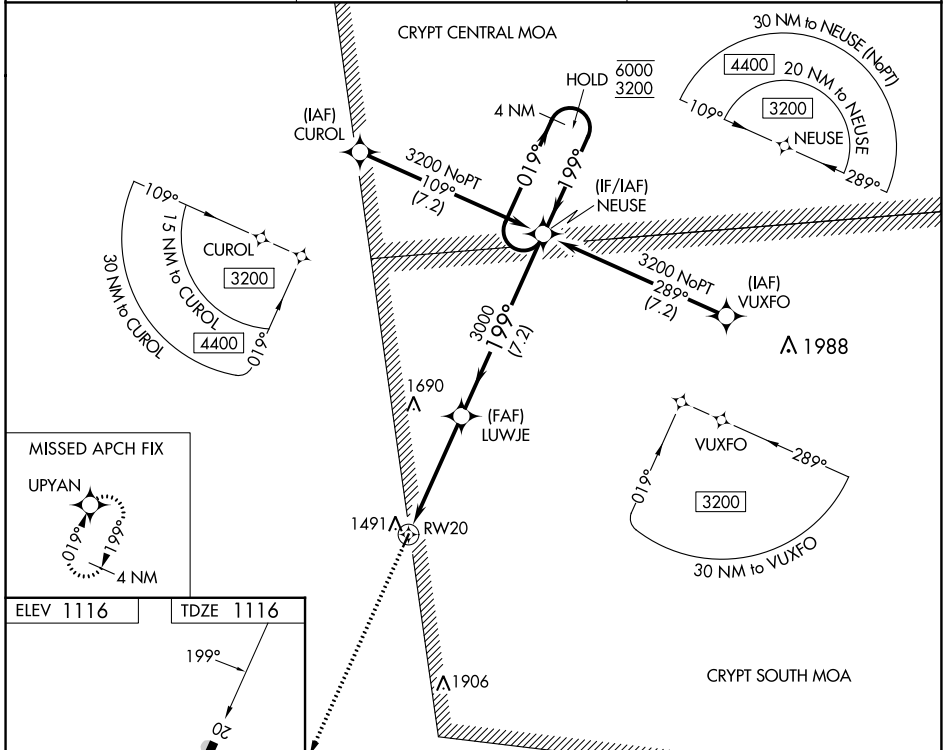 CRYPT CENTRAL MOA
30 NM to NEUSE (NoPT)
4400
20 NM to NEUSE
3200
109°
NEUSE
289°
HOLD
6000
3200
4 NM
019°
199°
(IAF)
CUROL
3200 NoPT
109°
(7.2)
(IF/IAF)
NEUSE
109°
CUROL
3200
15 NM to CUROL
30 NM to CUROL
4400
019°
3200 NoPT
289°
(7.2)
(IAF)
VUXFO
1988
3000
199°
(7.2)
1690
(FAF)
LUWJE
VUXFO
289°
019°
3200
30 NM to VUXFO
MISSED APCH FIX
UPYAN
019°
199°
4 NM
1491
RW20
ELEV 1116
TDZE 1116
199°
20
1906
CRYPT SOUTH MOA